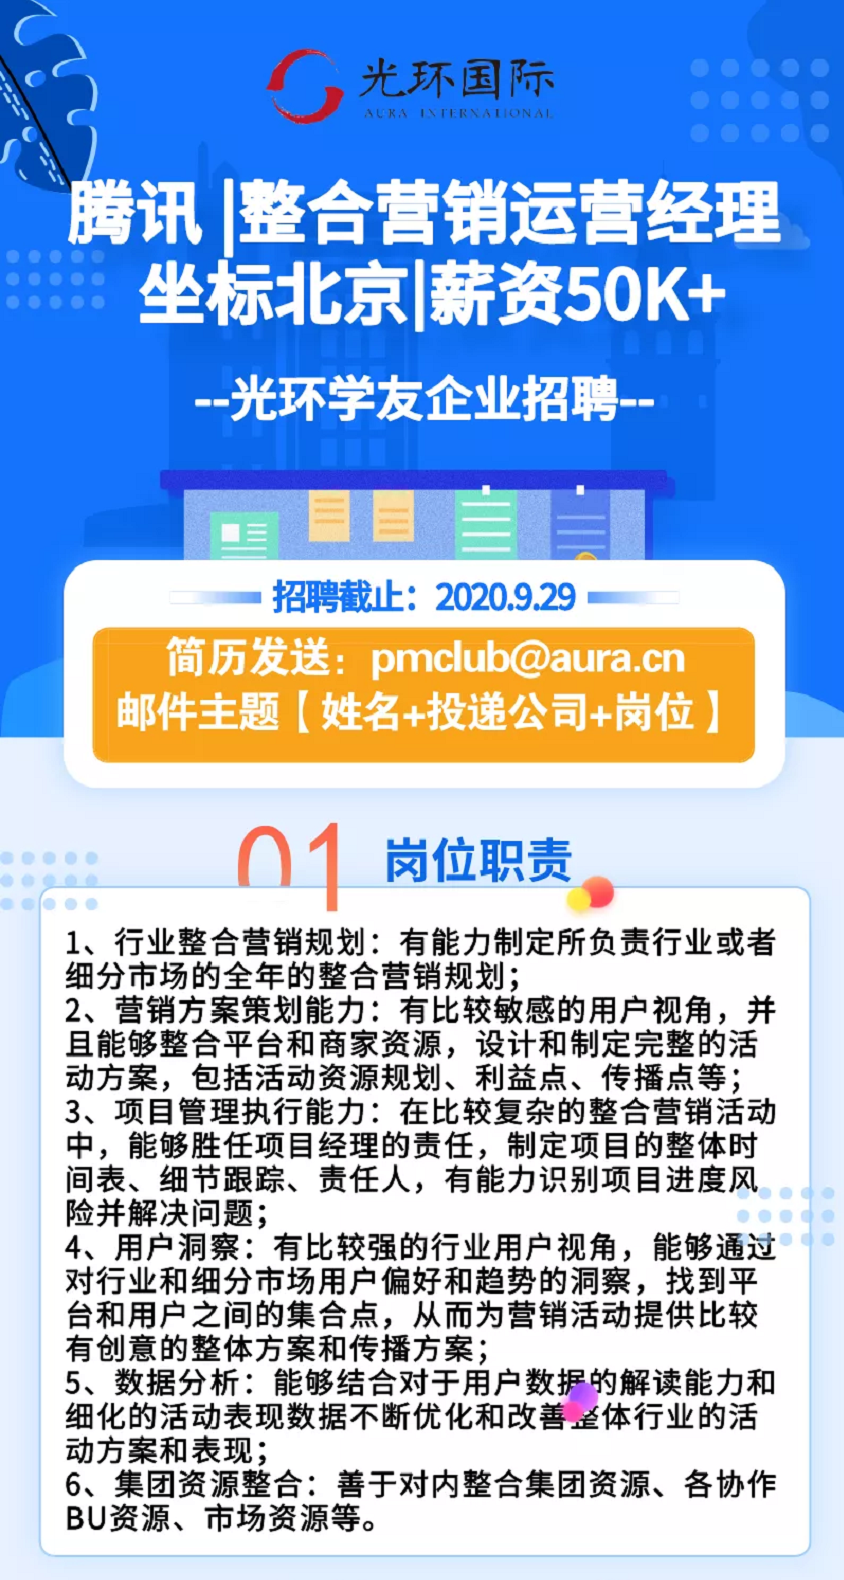 光环国际
AURA INTERNATIONAL
腾讯 |整合营销运营经理
坐标北京|薪资50K+
--光环学友企业招聘--
招聘截止：2020.9.29
简历发送：pmclub@aura.cn
邮件主题【姓名+投递公司+岗位】
01 岗位职责
1、行业整合营销规划：有能力制定所负责行业或者
细分市场的全年的整合营销规划；
2、营销方案策划能力：有比较敏感的用户视角，并
且能够整合平台和商家资源，设计和制定完整的活
动方案，包括活动资源规划、利益点、传播点等；
3、项目管理执行能力：在比较复杂的整合营销活动
中，能够胜任项目经理的责任，制定项目的整体时
间表、细节跟踪、责任人，有能力识别项目进度风
险并解决问题；
4、用户洞察：有比较强的行业用户视角，能够通过
对行业和细分市场用户偏好和趋势的洞察，找到平
台和用户之间的集合点，从而为营销活动提供比较
有创意的整体方案和传播方案；
5、数据分析：能够结合对于用户数据的解读能力和
细化的活动表现数据不断优化和改善整体行业的活
动方案和表现；
6、集团资源整合：善于对内整合集团资源、各协作
BU资源、市场资源等。